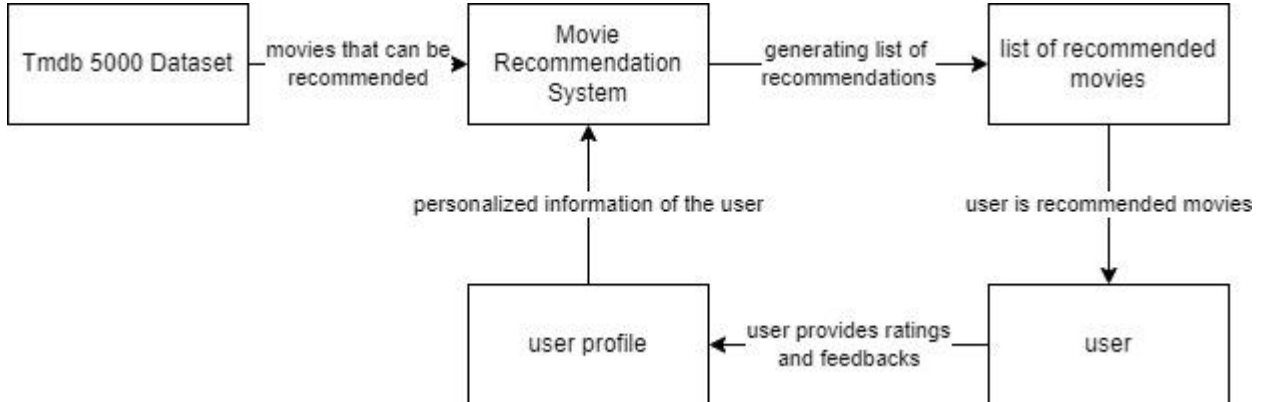 Tmdb 5000 Dataset
movies that can be
recommended
Movie
Recommendation
System
generating list of
recommendations
list of recommended
movies
personalized information of the user
user is recommended movies
user profile
user provides ratings
and feedbacks
user